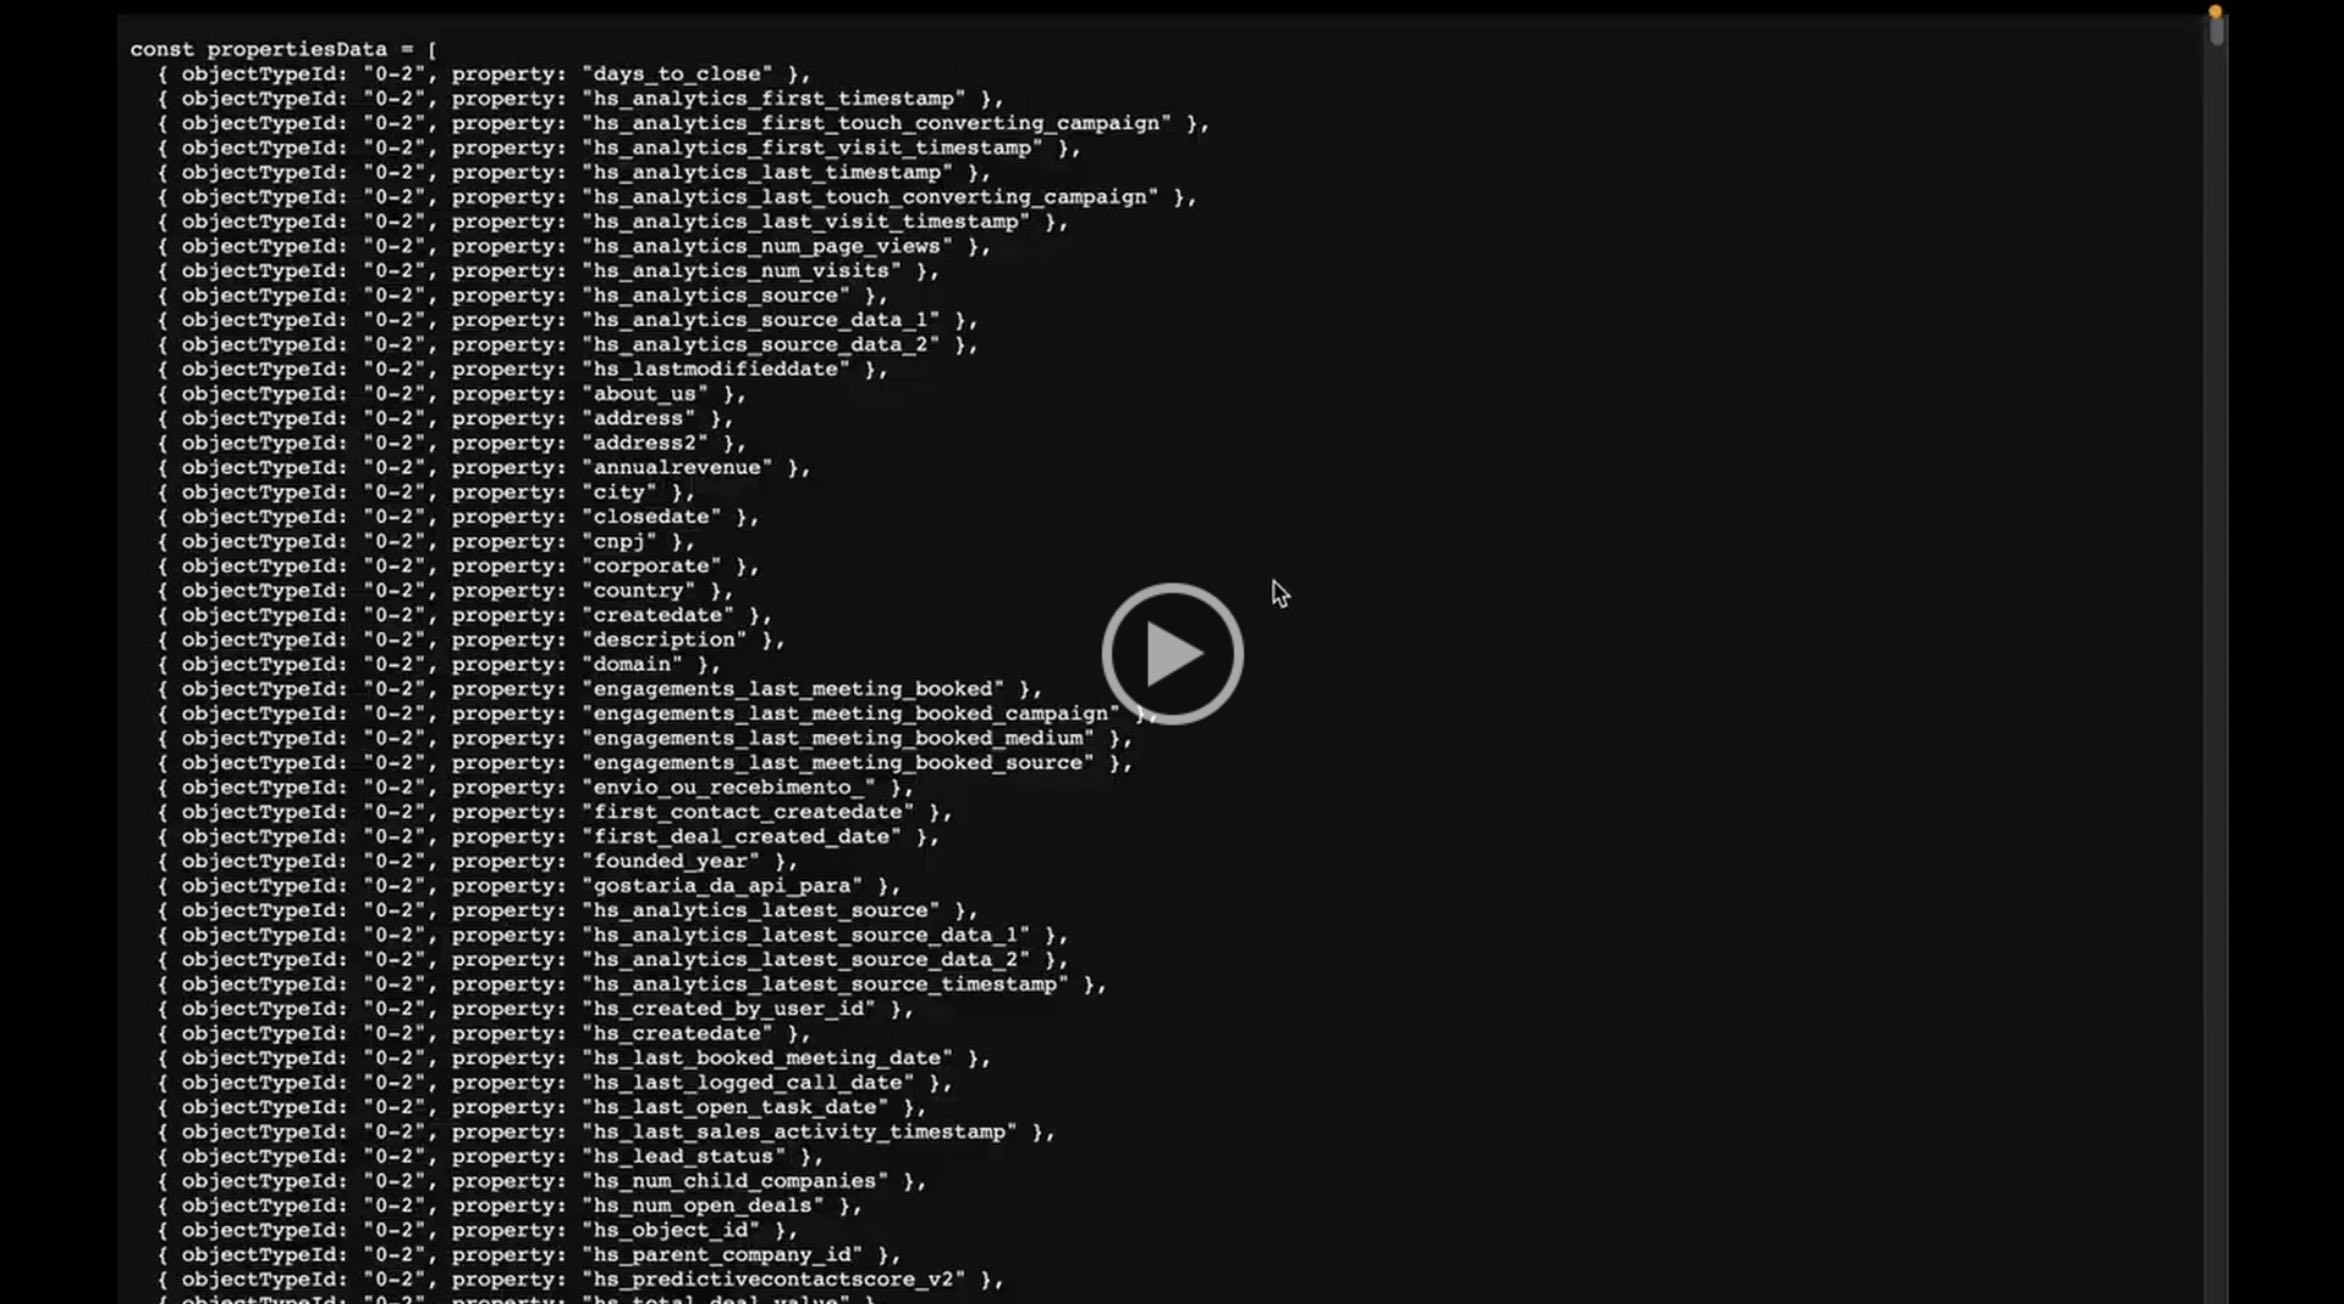 const propertiesData = [
{ objectTypeId: "0-2", property: "days_to_close" },
{ objectTypeId: "0-2", property: "hs_analytics_first_timestamp" },
{ objectTypeId: "0-2", property: "hs_analytics_first_touch_converting_campaign" },
{ objectTypeId: "0-2", property: "hs_analytics_first_visit_timestamp" },
{ objectTypeId: "0-2", property: "hs_analytics_last_timestamp" },
{ objectTypeId: "0-2", property: "hs_analytics_last_touch_converting_campaign" },
{ objectTypeId: "0-2", property: "hs_analytics_last_visit_timestamp" },
{ objectTypeId: "0-2", property: "hs_analytics_num_page_views" },
{ objectTypeId: "0-2", property: "hs_analytics_num_visits" },
{ objectTypeId: "0-2", property: "hs_analytics_source" },
{ objectTypeId: "0-2", property: "hs_analytics_source_data_1" },
{ objectTypeId: "0-2", property: "hs_analytics_source_data_2" },
{ objectTypeId: "0-2", property: "hs_lastmodifieddate" },
{ objectTypeId: "0-2", property: "about_us" },
{ objectTypeId: "0-2", property: "address" },
{ objectTypeId: "0-2", property: "address2" },
{ objectTypeId: "0-2", property: "annualrevenue" },
{ objectTypeId: "0-2", property: "city" },
{ objectTypeId: "0-2", property: "closedate" },
{ objectTypeId: "0-2", property: "cnpj" },
{ objectTypeId: "0-2", property: "corporate" },
{ objectTypeId: "0-2", property: "country" },
{ objectTypeId: "0-2", property: "createdate" },
{ objectTypeId: "0-2", property: "description" },
{ objectTypeId: "0-2", property: "domain" },
{ objectTypeId: "0-2", property: "engagements_last_meeting_booked" },
{ objectTypeId: "0-2", property: "engagements_last_meeting_booked_campaign" },
{ objectTypeId: "0-2", property: "engagements_last_meeting_booked_medium" },
{ objectTypeId: "0-2", property: "engagements_last_meeting_booked_source" },
{ objectTypeId: "0-2", property: "envio_ou_recebimento_" },
{ objectTypeId: "0-2", property: "first_contact_createdate" },
{ objectTypeId: "0-2", property: "first_deal_created_date" },
{ objectTypeId: "0-2", property: "founded_year" },
{ objectTypeId: "0-2", property: "gostaria_da_api_para" },
{ objectTypeId: "0-2", property: "hs_analytics_latest_source" },
{ objectTypeId: "0-2", property: "hs_analytics_latest_source_data_1" },
{ objectTypeId: "0-2", property: "hs_analytics_latest_source_data_2" },
{ objectTypeId: "0-2", property: "hs_analytics_latest_source_timestamp" },
{ objectTypeId: "0-2", property: "hs_created_by_user_id" },
{ objectTypeId: "0-2", property: "hs_createdate" },
{ objectTypeId: "0-2", property: "hs_last_booked_meeting_date" },
{ objectTypeId: "0-2", property: "hs_last_logged_call_date" },
{ objectTypeId: "0-2", property: "hs_last_open_task_date" },
{ objectTypeId: "0-2", property: "hs_last_sales_activity_timestamp" },
{ objectTypeId: "0-2", property: "hs_lead_status" },
{ objectTypeId: "0-2", property: "hs_num_child_companies" },
{ objectTypeId: "0-2", property: "hs_num_open_deals" },
{ objectTypeId: "0-2", property: "hs_object_id" },
{ objectTypeId: "0-2", property: "hs_parent_company_id" },
{ objectTypeId: "0-2", property: "hs_predictivecontactscore_v2" },
{ objectTypeId: "0-2", property: "hs_total_deal_value" }